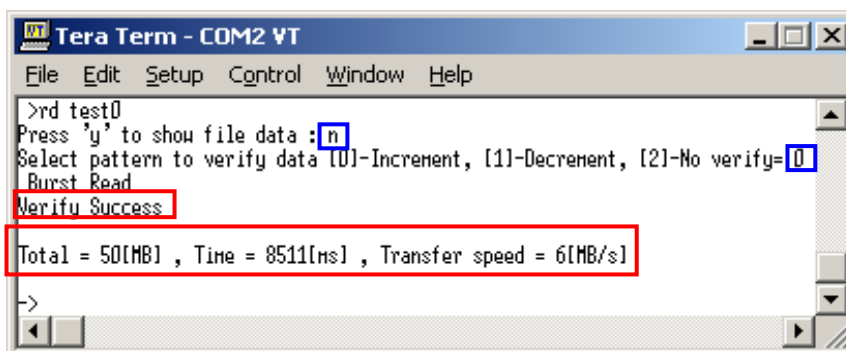 Tera Term - COM2 VT
File Edit Setup Control Window Help
>rd test0
Press 'y' to show file data : n
Select pattern to verify data [0]-Increment, [1]-Decrement, [2]-No verify= 0
Burst Read
Verify Success
Total = 50[MB] , Time = 8511[ms] , Transfer speed = 6[MB/s]
->